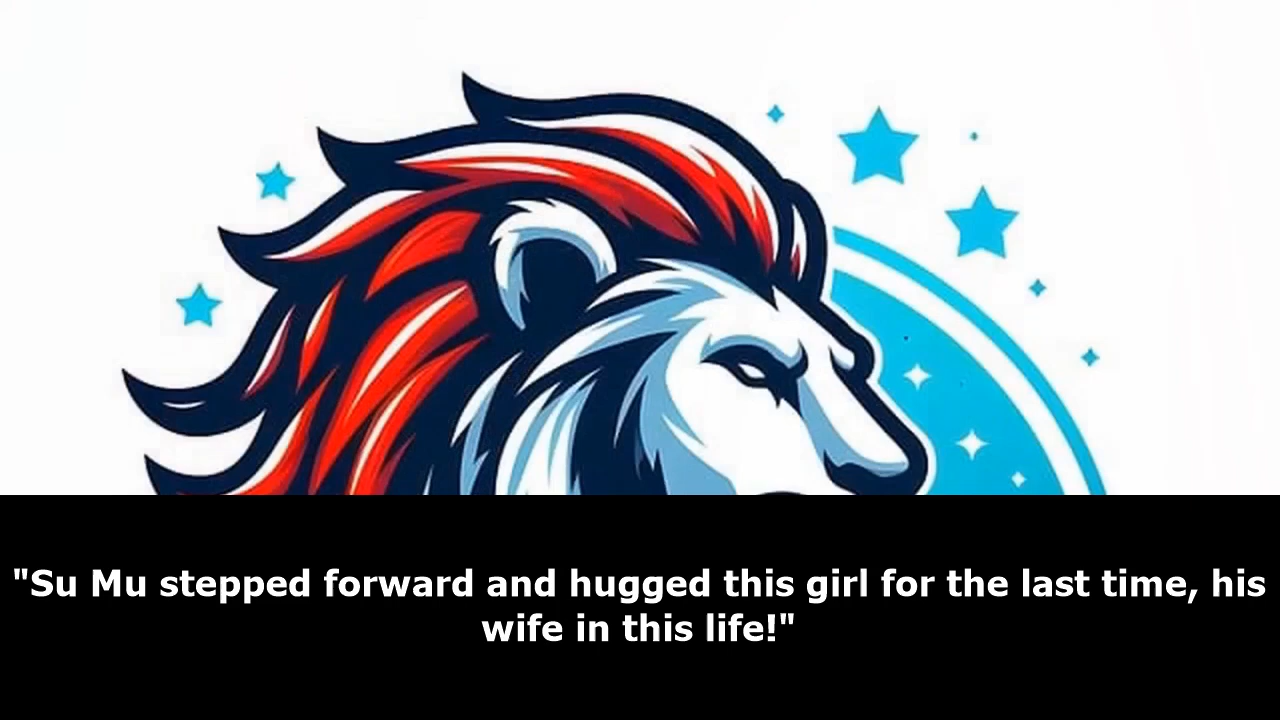 "Su Mu stepped forward and hugged this girl for the last time, his
wife in this life!"